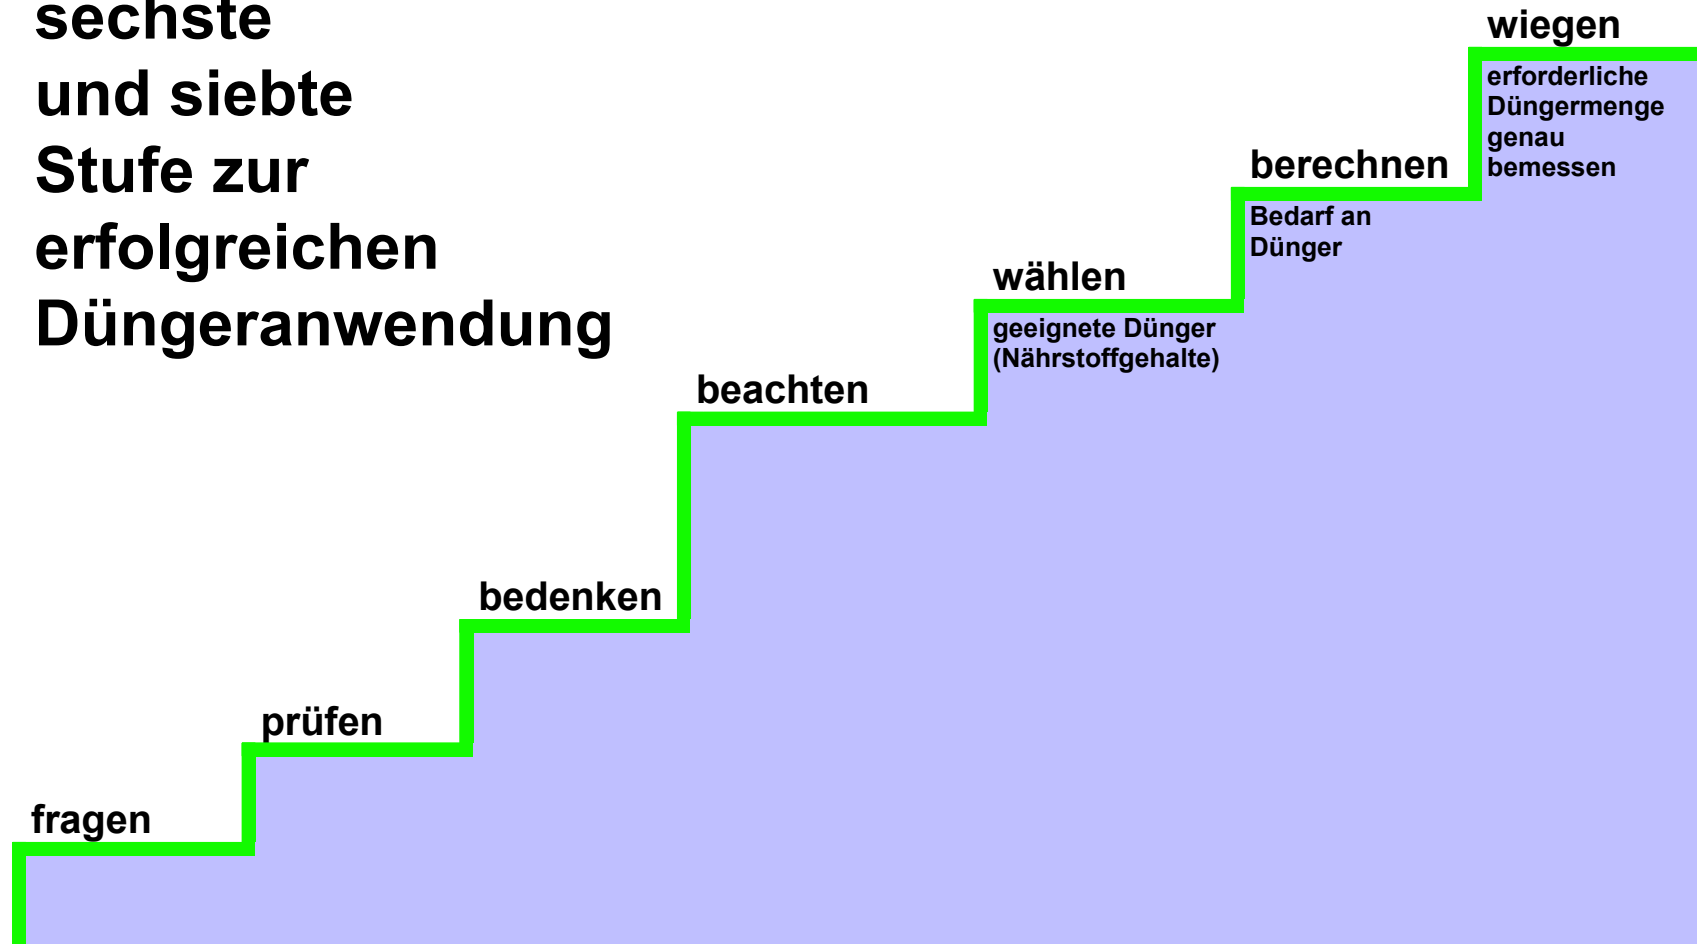 sechste
und siebte
Stufe zur
erfolgreichen
Düngeranwendung
wiegen
erforderliche
Düngermenge
genau
bemessen
berechnen
Bedarf an
Dünger
wählen
geeignete Dünger
(Nährstoffgehalte)
beachten
bedenken
prüfen
fragen